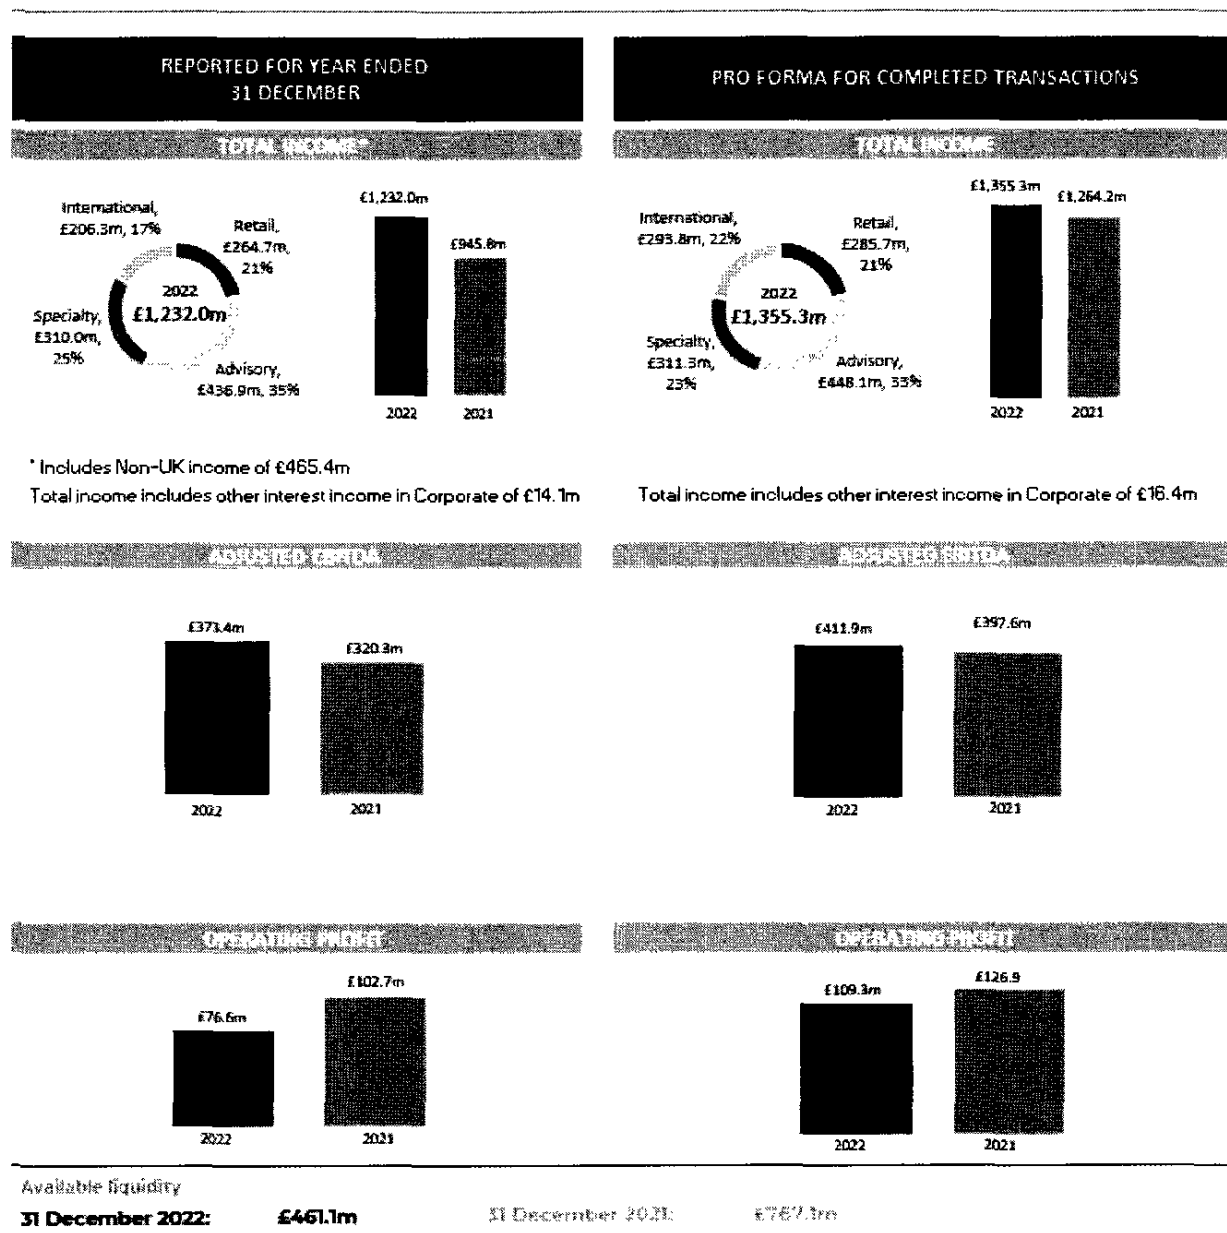 REPORTED FOR YEAR ENDED
31 DECEMBER
TOTAL INCOME*
International,
£206.3m, 17%
Retail,
£264.7m,
21%
2022
£1,232.0m
Specialty,
£310.0m,
25%
Advisory,
£436.9m, 35%
£1,232.0m
£945.8m
2022
2021
* Includes Non-UK income of £465.4m
Total income includes other interest income in Corporate of £14.1m
PRO FORMA FOR COMPLETED TRANSACTIONS
TOTAL INCOME
International,
£293.8m, 22%
Retail,
£285.7m,
21%
2022
£1,355.3m
Specialty,
£311.3m,
23%
Advisory,
£448.1m, 33%
£1,355.3m
£1,264.2m
2022
2021
Total income includes other interest income in Corporate of £16.4m
ADJUSTED EBITDA
£373.4m
£320.3m
2022
2021
ADJUSTED EBITDA
£411.9m
£397.6m
2022
2021
OPERATING PROFIT
£76.6m
£102.7m
2022
2021
OPERATING PROFIT
£109.3m
£126.9
2022
2021
Available liquidity
31 December 2022: £461.1m 31 December 2021: £767.1m